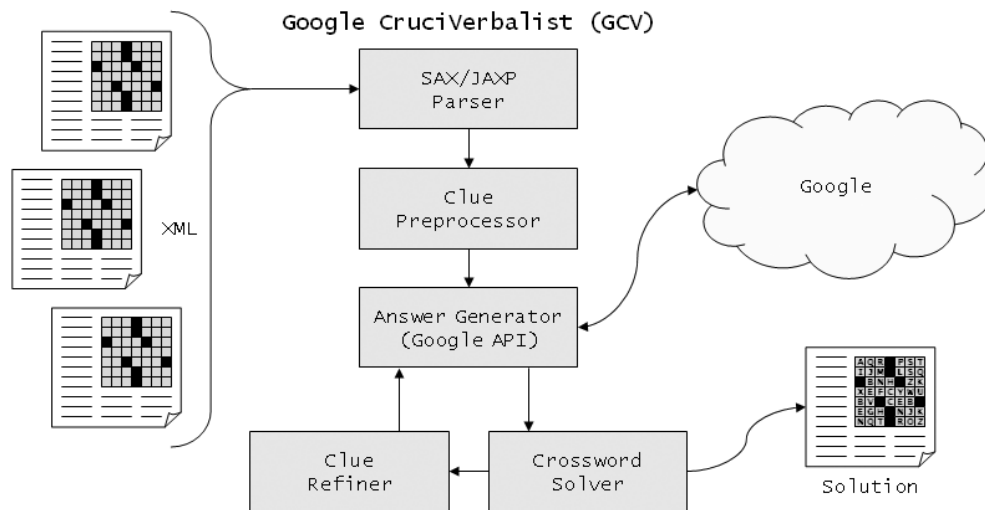 Google CruciVerbalist (GCV)
SAX/JAXP
Parser
XML
Clue
Preprocessor
Google
Answer Generator
(Google API)
Clue
Refiner
Crossword
Solver
Solution